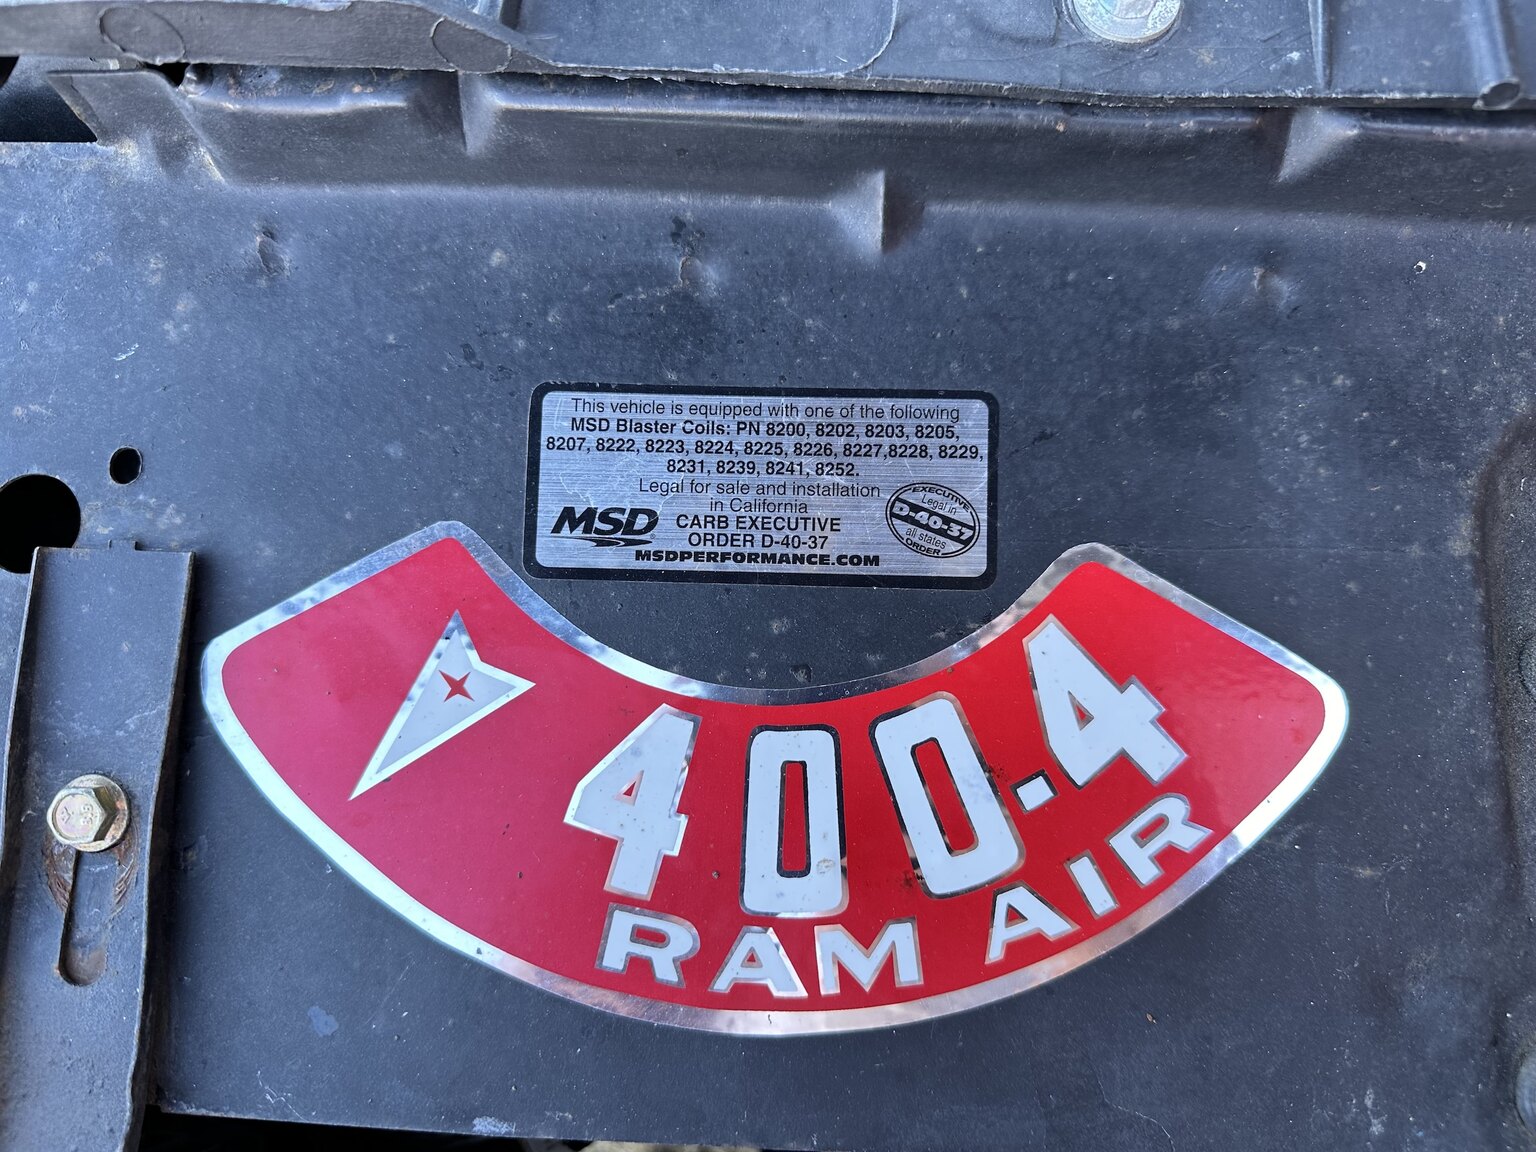 This vehicle is equipped with one of the following
MSD Blaster Coils: PN 8200, 8202, 8203, 8205,
8207, 8222, 8223, 8224, 8225, 8226, 8227,8228, 8229,
8231, 8239, 8241, 8252.
Legal for sale and installation
in California
CARB EXECUTIVE
ORDER D-40-37
MSDPERFORMANCE.COM
MSD
EXECUTIVE
Legal in
D-40-37
all states
ORDER
400.4
RAM AIR